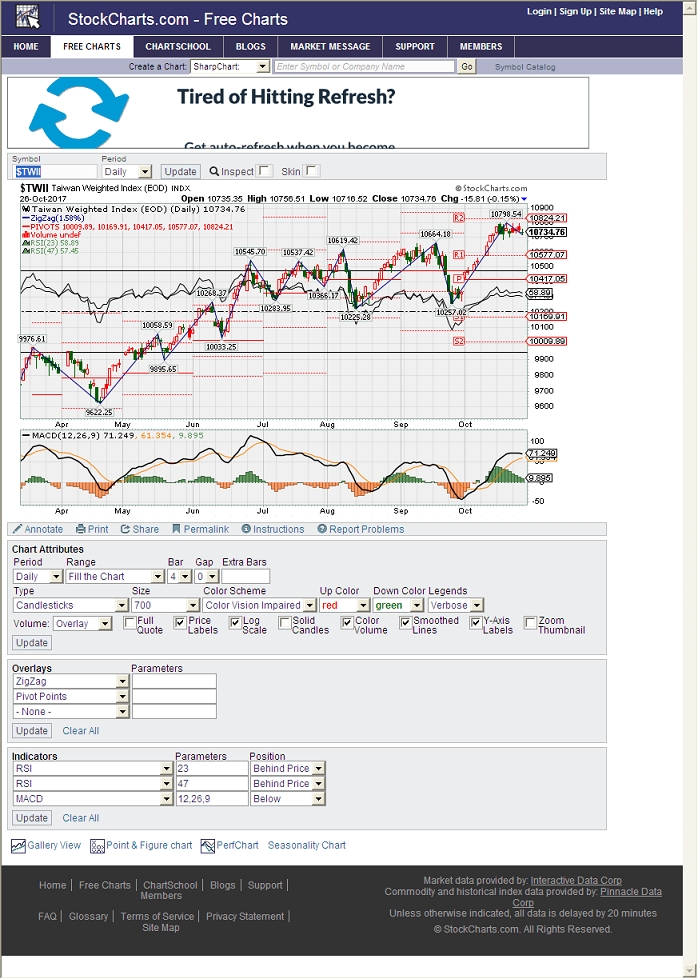 StockCharts.com - Free Charts
Login | Sign Up | Site Map | Help
HOME FREE CHARTS CHARTSCHOOL BLOGS MARKET MESSAGE SUPPORT MEMBERS
Create a Chart: SharpChart: Enter Symbol or Company Name Go Symbol Catalog
Tired of Hitting Refresh?
Get auto-refresh when you become
Symbol Period
$TWII Daily Update Inspect Skin
$TWII Taiwan Weighted Index (EOD) INDX © StockCharts.com
26-Oct-2017 Open 10735.35 High 10756.51 Low 10716.52 Close 10734.76 Chg -15.81 (-0.15%)
Taiwan Weighted Index (EOD) (Daily) 10734.76
ZigZag(1.58%)
PIVOTS 10009.89, 10169.91, 10417.05, 10577.07, 10824.21
Volume undef
RSI(23) 58.89
RSI(47) 57.45
10900
R2 10798.54 10824.21
10734.76
10664.18
10619.42
10545.70 10537.42
R1 10577.07
10500
P 10417.05
10268.37 10366.17
10300 58.89
10283.95 10225.28 10257.02
10200
10169.91
10058.59
10100
10033.25
S2 10009.89
9976.61
9900
9895.65
9800
9700
9622.25
9600
Apr May Jun Jul Aug Sep Oct
MACD(12,26,9) 71.249, 61.354, 9.895
100
71.249
9.895
-50
Apr May Jun Jul Aug Sep Oct
Annotate Print Share Permalink Instructions Report Problems
Chart Attributes
Period Range Bar Gap Extra Bars
Daily Fill the Chart 4 0
Type Size Color Scheme Up Color Down Color Legends
Candlesticks 700 Color Vision Impaired red green Verbose
Volume: Overlay Full Quote Price Labels Log Scale Solid Candles Color Volume Smoothed Lines Y-Axis Labels Zoom Thumbnail
Update
Overlays Parameters
ZigZag
Pivot Points
- None -
Update Clear All
Indicators Parameters Position
RSI 23 Behind Price
RSI 47 Behind Price
MACD 12,26,9 Below
Update Clear All
Gallery View Point & Figure chart PerfChart Seasonality Chart
Home | Free Charts | ChartSchool | Blogs | Support |
Members
FAQ | Glossary | Terms of Service | Privacy Statement |
Site Map
Market data provided by: Interactive Data Corp
Commodity and historical index data provided by: Pinnacle Data
Corp
Unless otherwise indicated, all data is delayed by 20 minutes
© StockCharts.com. All Rights Reserved.